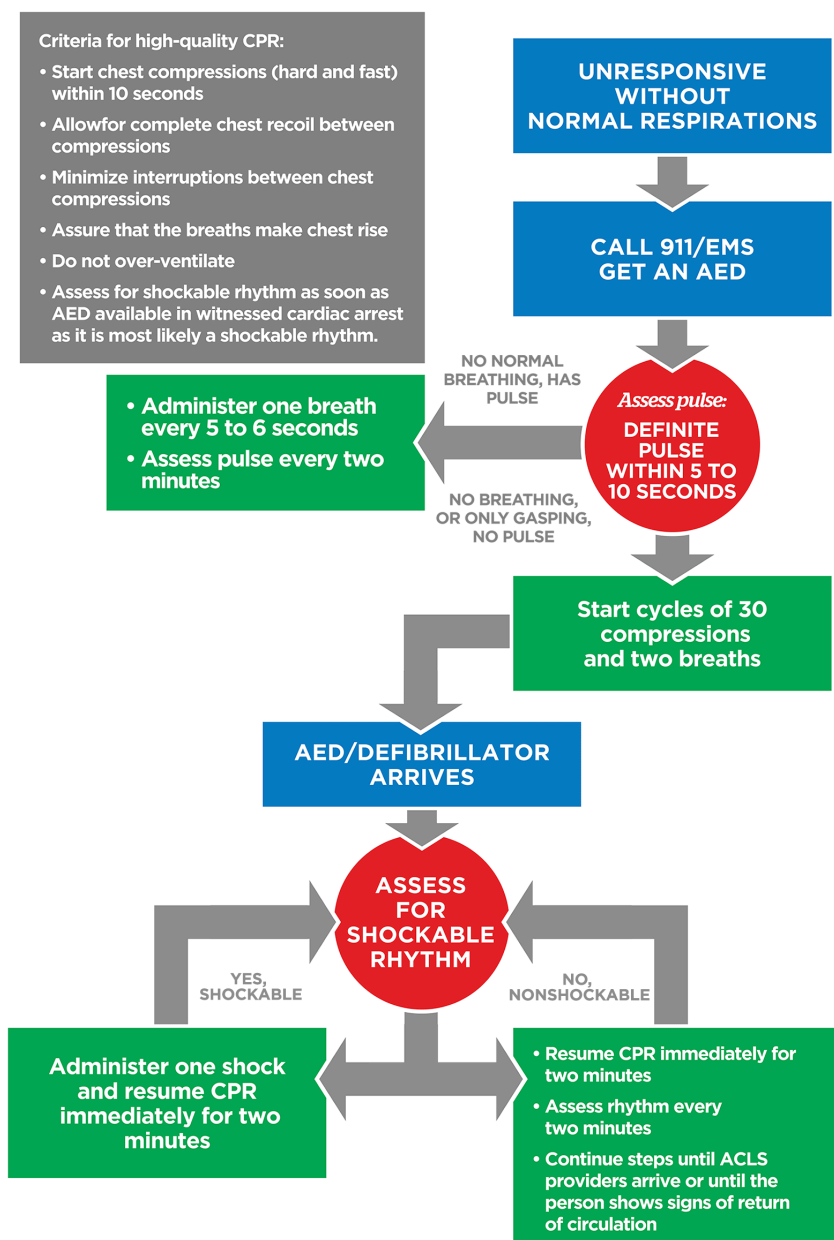 Criteria for high-quality CPR:
• Start chest compressions (hard and fast)
within 10 seconds
• Allowfor complete chest recoil between
compressions
• Minimize interruptions between chest
compressions
• Assure that the breaths make chest rise
• Do not over-ventilate
• Assess for shockable rhythm as soon as
AED available in witnessed cardiac arrest
as it is most likely a shockable rhythm.
UNRESPONSIVE
WITHOUT
NORMAL RESPIRATIONS
CALL 911/EMS
GET AN AED
Assess pulse:
DEFINITE
PULSE
WITHIN 5 TO
10 SECONDS
NO NORMAL
BREATHING, HAS
PULSE
• Administer one breath
every 5 to 6 seconds
• Assess pulse every two
minutes
NO BREATHING,
OR ONLY GASPING,
NO PULSE
Start cycles of 30
compressions
and two breaths
AED/DEFIBRILLATOR
ARRIVES
ASSESS
FOR
SHOCKABLE
RHYTHM
YES,
SHOCKABLE
NO,
NONSHOCKABLE
Administer one shock
and resume CPR
immediately for two
minutes
• Resume CPR immediately for
two minutes
• Assess rhythm every
two minutes
• Continue steps until ACLS
providers arrive or until the
person shows signs of return
of circulation